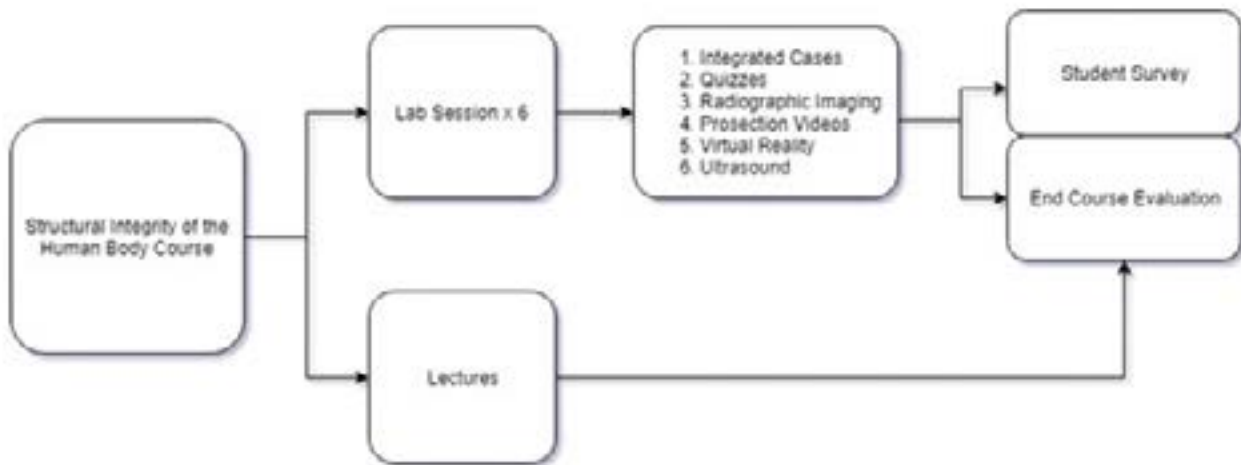 Structural Integrity of the
Human Body Course
Lab Session x 6
1. Integrated Cases
2. Quizzes
3. Radiographic Imaging
4. Prosection Videos
5. Virtual Reality
6. Ultrasound
Student Survey
End Course Evaluation
Lectures